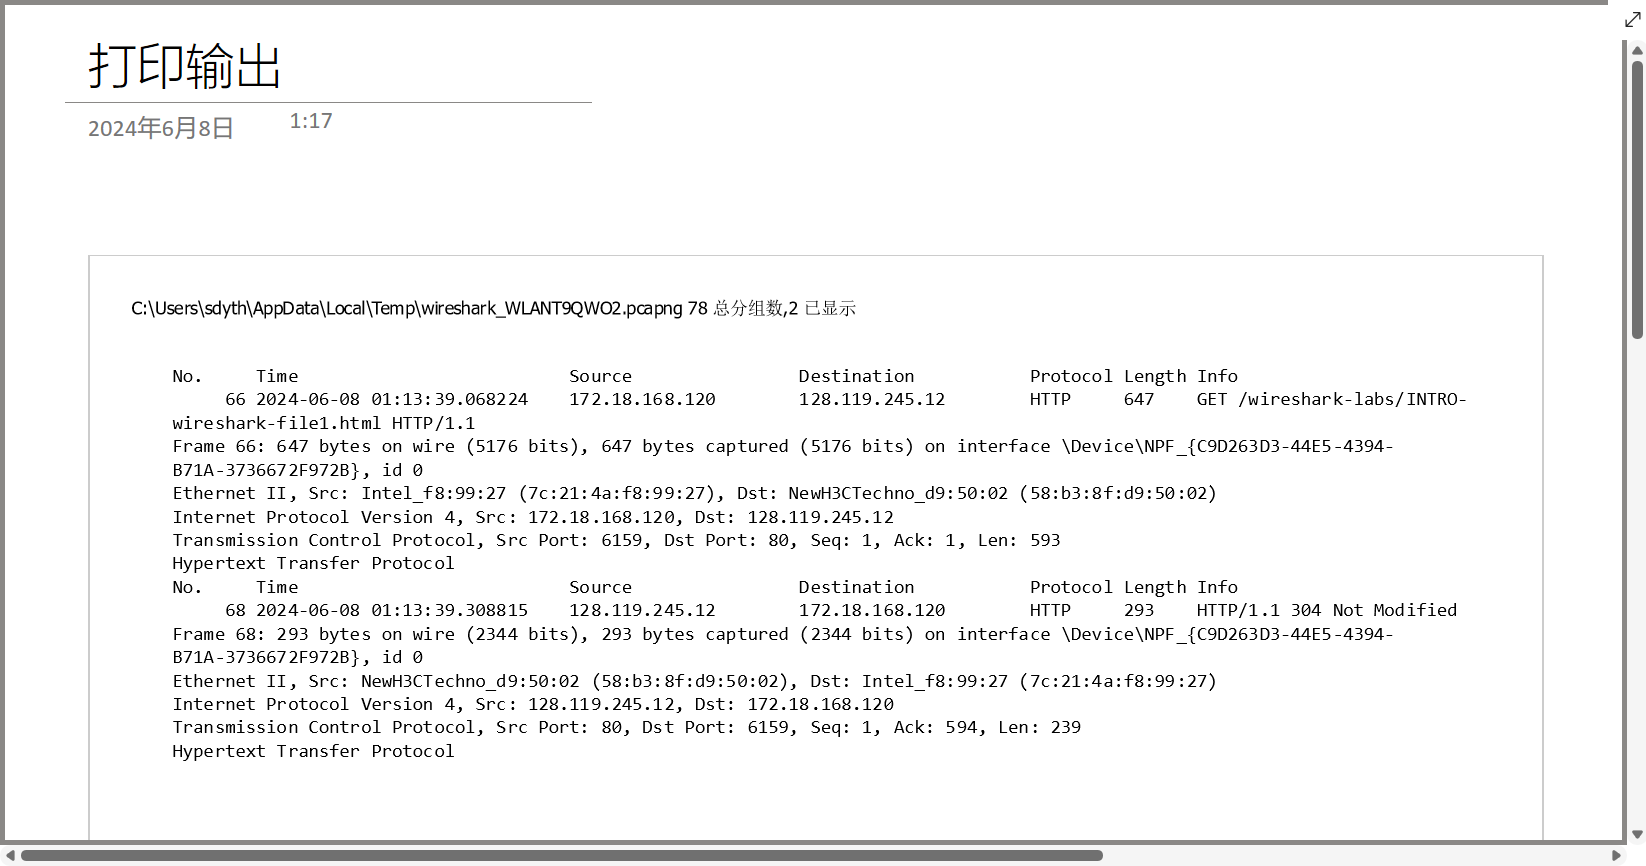 打印输出
2024年6月8日 1:17
C:\Users\sdyth\AppData\Local\Temp\wireshark_WLANT9QWO2.pcapng 78 总分组数,2 已显示
No. Time Source Destination Protocol Length Info
66 2024-06-08 01:13:39.068224 172.18.168.120 128.119.245.12 HTTP 647 GET /wireshark-labs/INTRO-
wireshark-file1.html HTTP/1.1
Frame 66: 647 bytes on wire (5176 bits), 647 bytes captured (5176 bits) on interface \Device\NPF_{C9D263D3-44E5-4394-
B71A-3736672F972B}, id 0
Ethernet II, Src: Intel_f8:99:27 (7c:21:4a:f8:99:27), Dst: NewH3CTechno_d9:50:02 (58:b3:8f:d9:50:02)
Internet Protocol Version 4, Src: 172.18.168.120, Dst: 128.119.245.12
Transmission Control Protocol, Src Port: 6159, Dst Port: 80, Seq: 1, Ack: 1, Len: 593
Hypertext Transfer Protocol
No. Time Source Destination Protocol Length Info
68 2024-06-08 01:13:39.308815 128.119.245.12 172.18.168.120 HTTP 293 HTTP/1.1 304 Not Modified
Frame 68: 293 bytes on wire (2344 bits), 293 bytes captured (2344 bits) on interface \Device\NPF_{C9D263D3-44E5-4394-
B71A-3736672F972B}, id 0
Ethernet II, Src: NewH3CTechno_d9:50:02 (58:b3:8f:d9:50:02), Dst: Intel_f8:99:27 (7c:21:4a:f8:99:27)
Internet Protocol Version 4, Src: 128.119.245.12, Dst: 172.18.168.120
Transmission Control Protocol, Src Port: 80, Dst Port: 6159, Seq: 1, Ack: 594, Len: 239
Hypertext Transfer Protocol